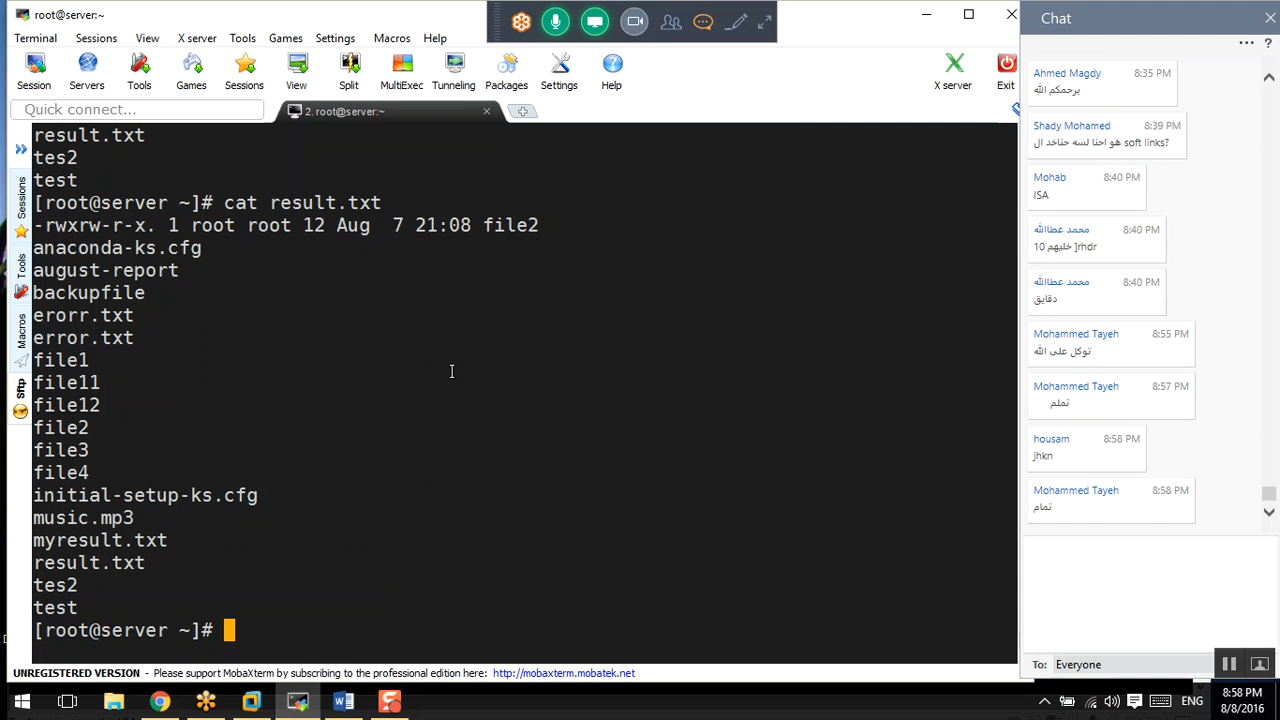 root@server:~
Terminal Sessions View X server Tools Games Settings Macros Help
Session Servers Tools Games Sessions View Split MultiExec Tunneling Packages Settings Help X server Exit
Quick connect...
2. root@server:~
Sessions
Tools
Macros
Sftp
result.txt
tes2
test
[root@server ~]# cat result.txt
-rwxrw-r-x. 1 root root 12 Aug  7 21:08 file2
anaconda-ks.cfg
august-report
backupfile
erorr.txt
error.txt
file1
file11
file12
file2
file3
file4
initial-setup-ks.cfg
music.mp3
myresult.txt
result.txt
tes2
test
[root@server ~]#
UNREGISTERED VERSION - Please support MobaXterm by subscribing to the professional edition here: http://mobaxterm.mobatek.net
Chat
... ?
Ahmed Magdy 8:35 PM
يرحمكم الله
Shady Mohamed 8:39 PM
هو احنا لسه حناخد ال soft links?
Mohab 8:40 PM
ISA
محمد عطاالله 8:40 PM
خليهم 10 ]rhdr
محمد عطاالله 8:40 PM
دقايق
Mohammed Tayeh 8:55 PM
توكل على الله
Mohammed Tayeh 8:57 PM
تملم
housam 8:58 PM
jhkn
Mohammed Tayeh 8:58 PM
تمام
To: Everyone
8:58 PM
8/8/2016